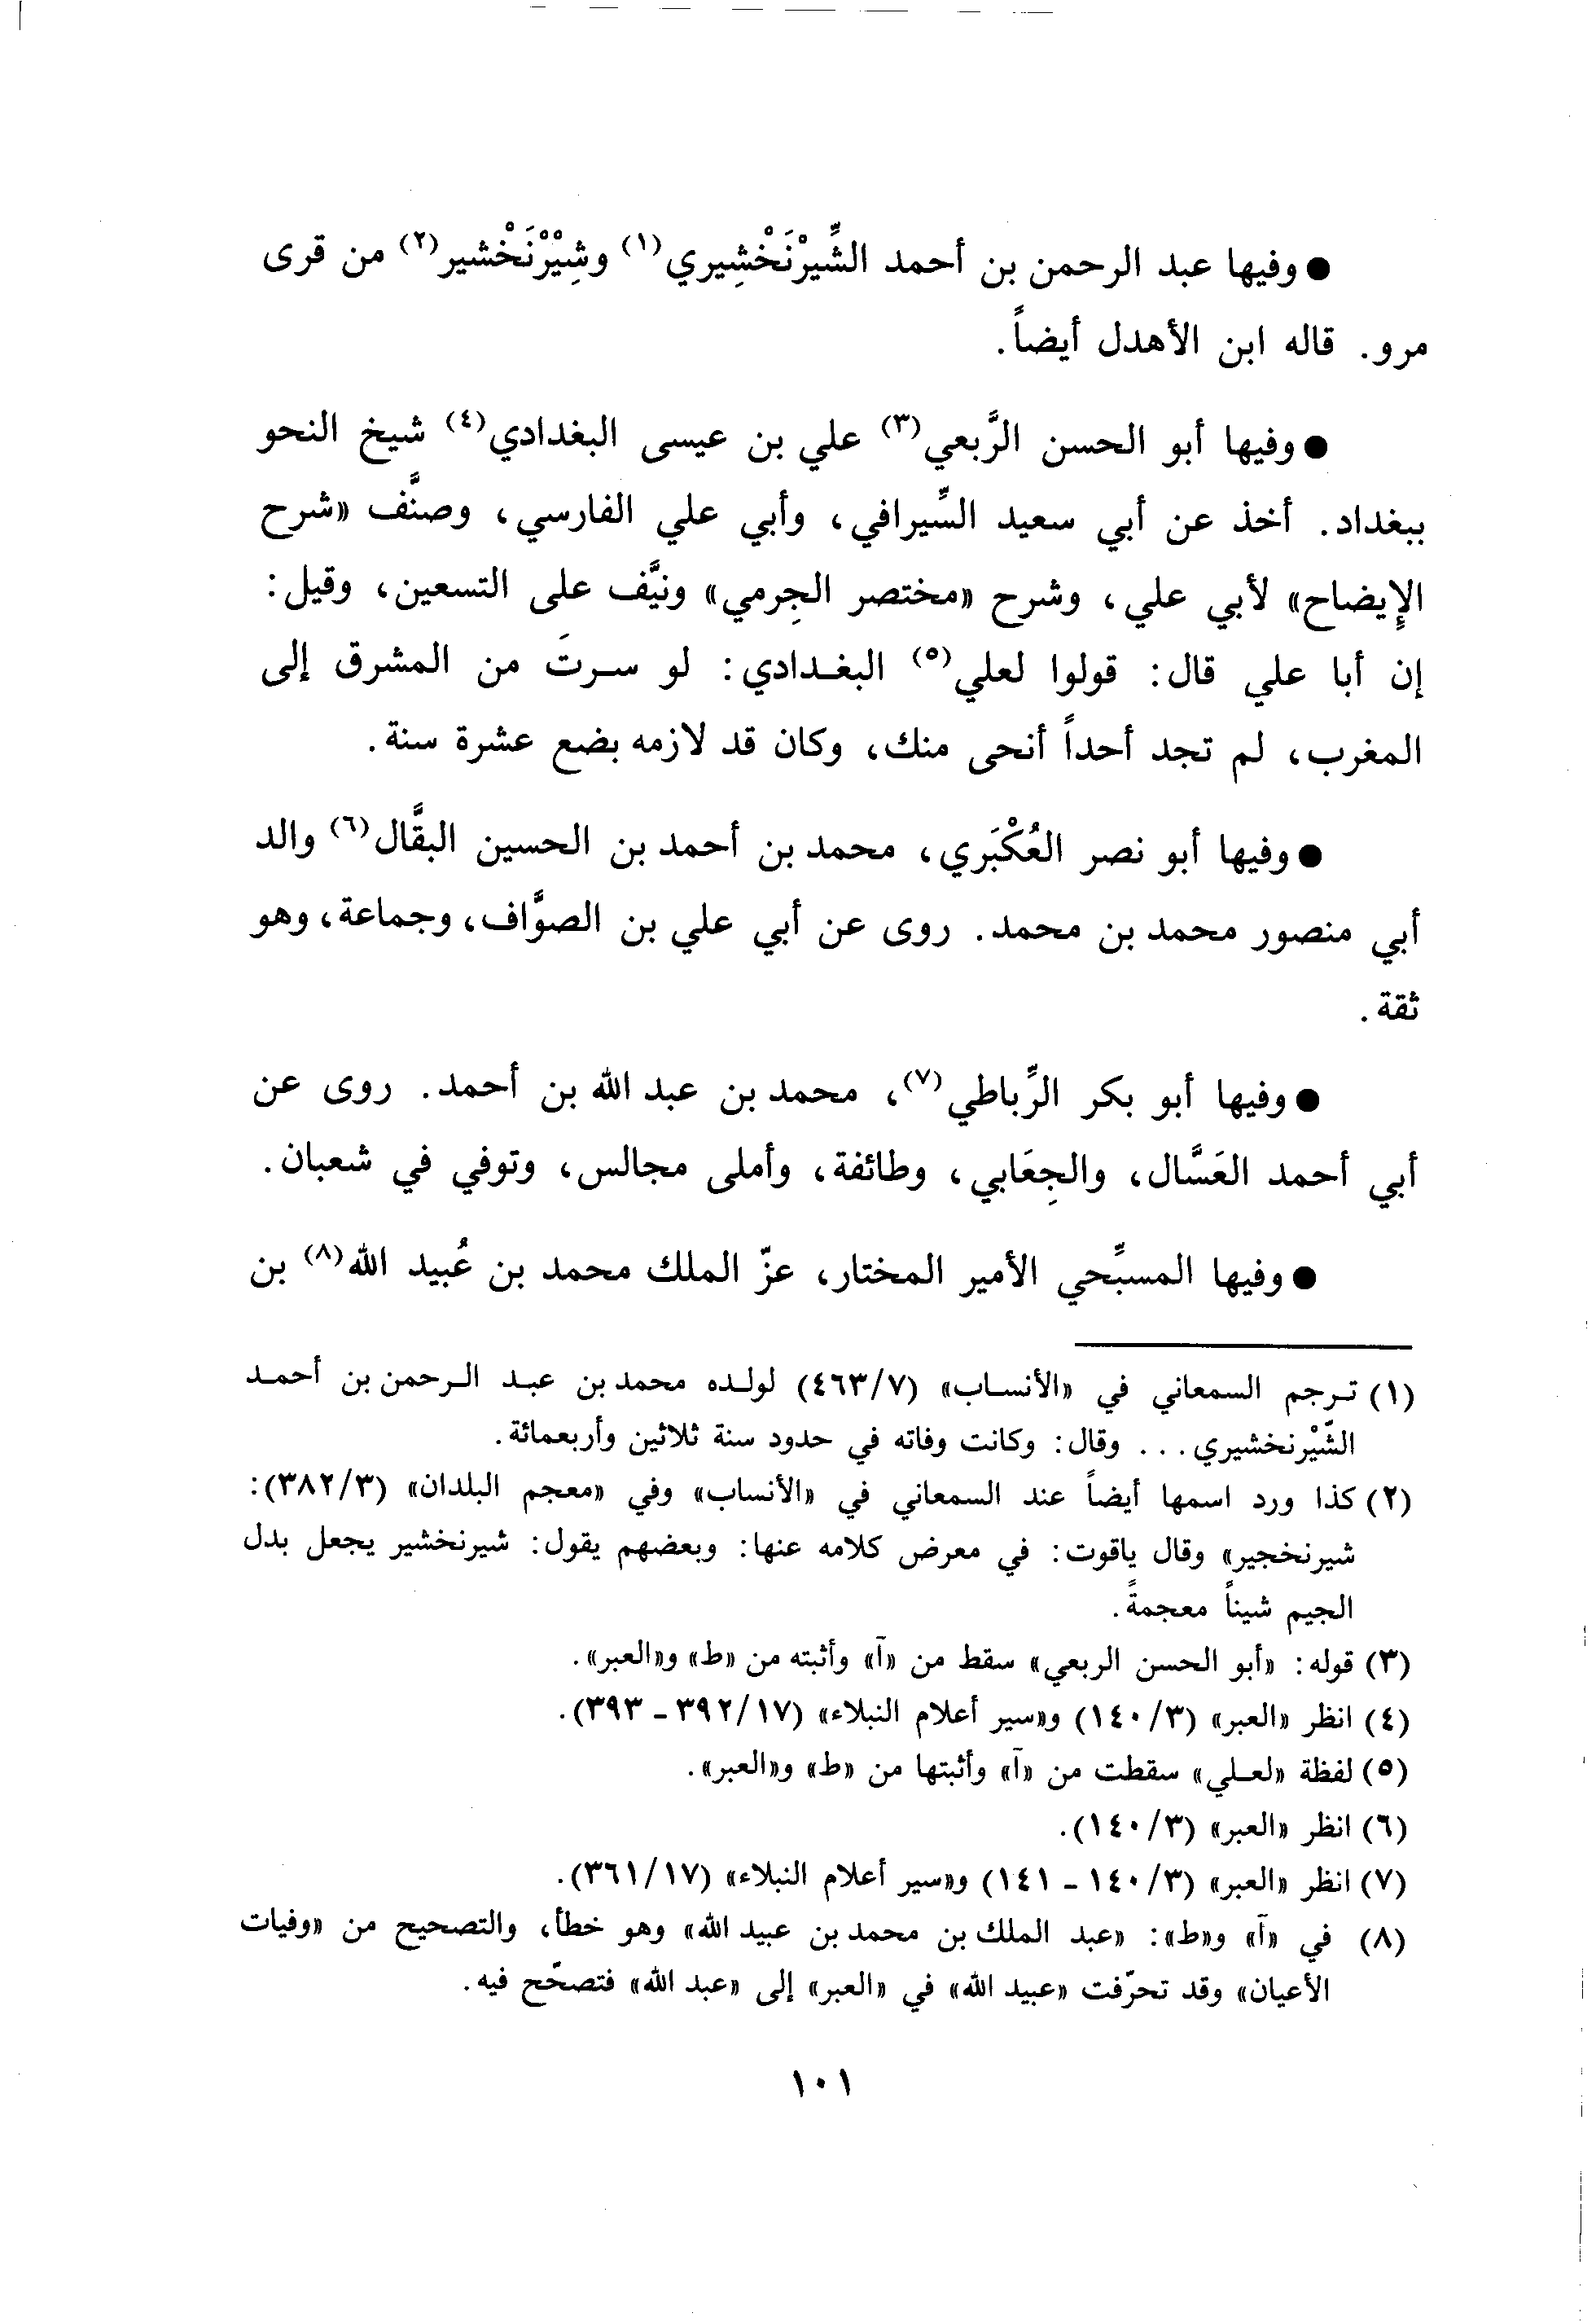 ● وفيها عبد الرحمن بن أحمد الشِّيرْنَخْشِيري(١) وشِيْرْنَخْشير(٢) من قرى
مرو. قاله ابن الأهدل أيضاً.
● وفيها أبو الحسن الرَّبعي(٣) علي بن عيسى البغدادي(٤) شيخ النحو
ببغداد. أخذ عن أبي سعيد السِّيرافي، وأبي علي الفارسي، وصنَّف «شرح
الإِيضاح» لأبي علي، وشرح «مختصر الجِرمي» ونيَّف على التسعين، وقيل:
إن أبا علي قال: قولوا لعلي(٥) البغدادي: لو سرتَ من المشرق إلى
المغرب، لم تجد أحداً أنحى منك، وكان قد لازمه بضع عشرة سنة.
● وفيها أبو نصر العُكْبَري، محمد بن أحمد بن الحسين البقَّال(٦) والد
أبي منصور محمد بن محمد. روى عن أبي علي بن الصوَّاف، وجماعة، وهو
ثقة.
● وفيها أبو بكر الرِّباطي(٧)، محمد بن عبد الله بن أحمد. روى عن
أبي أحمد العَسَّال، والجِعَابي، وطائفة، وأملى مجالس، وتوفي في شعبان.
● وفيها المسبِّحي الأمير المختار، عزّ الملك محمد بن عُبيد الله(٨) بن
(١) ترجم السمعاني في «الأنساب» (٤٦٣/٧) لولده محمد بن عبد الرحمن بن أحمد
الشِّيْرنخشيري... وقال: وكانت وفاته في حدود سنة ثلاثين وأربعمائة.
(٢) كذا ورد اسمها أيضاً عند السمعاني في «الأنساب» وفي «معجم البلدان» (٣٨٢/٣):
شيرنخجير» وقال ياقوت: في معرض كلامه عنها: وبعضهم يقول: شيرنخشير يجعل بدل
الجيم شيناً معجمةً.
(٣) قوله: «أبو الحسن الربعي» سقط من «آ» وأثبته من «ط» و«العبر».
(٤) انظر «العبر» (١٤٠/٣) و«سير أعلام النبلاء» (٣٩٢/١٧ - ٣٩٣).
(٥) لفظة «لعلي» سقطت من «آ» وأثبتها من «ط» و«العبر».
(٦) انظر «العبر» (١٤٠/٣).
(٧) انظر «العبر» (١٤٠/٣ - ١٤١) و«سير أعلام النبلاء» (٣٦١/١٧).
(٨) في «آ» و«ط»: «عبد الملك بن محمد بن عبيد الله» وهو خطأ، والتصحيح من «وفيات
الأعيان» وقد تحرّفت «عبيد الله» في «العبر» إلى «عبد الله» فتصحّح فيه.
١٠١